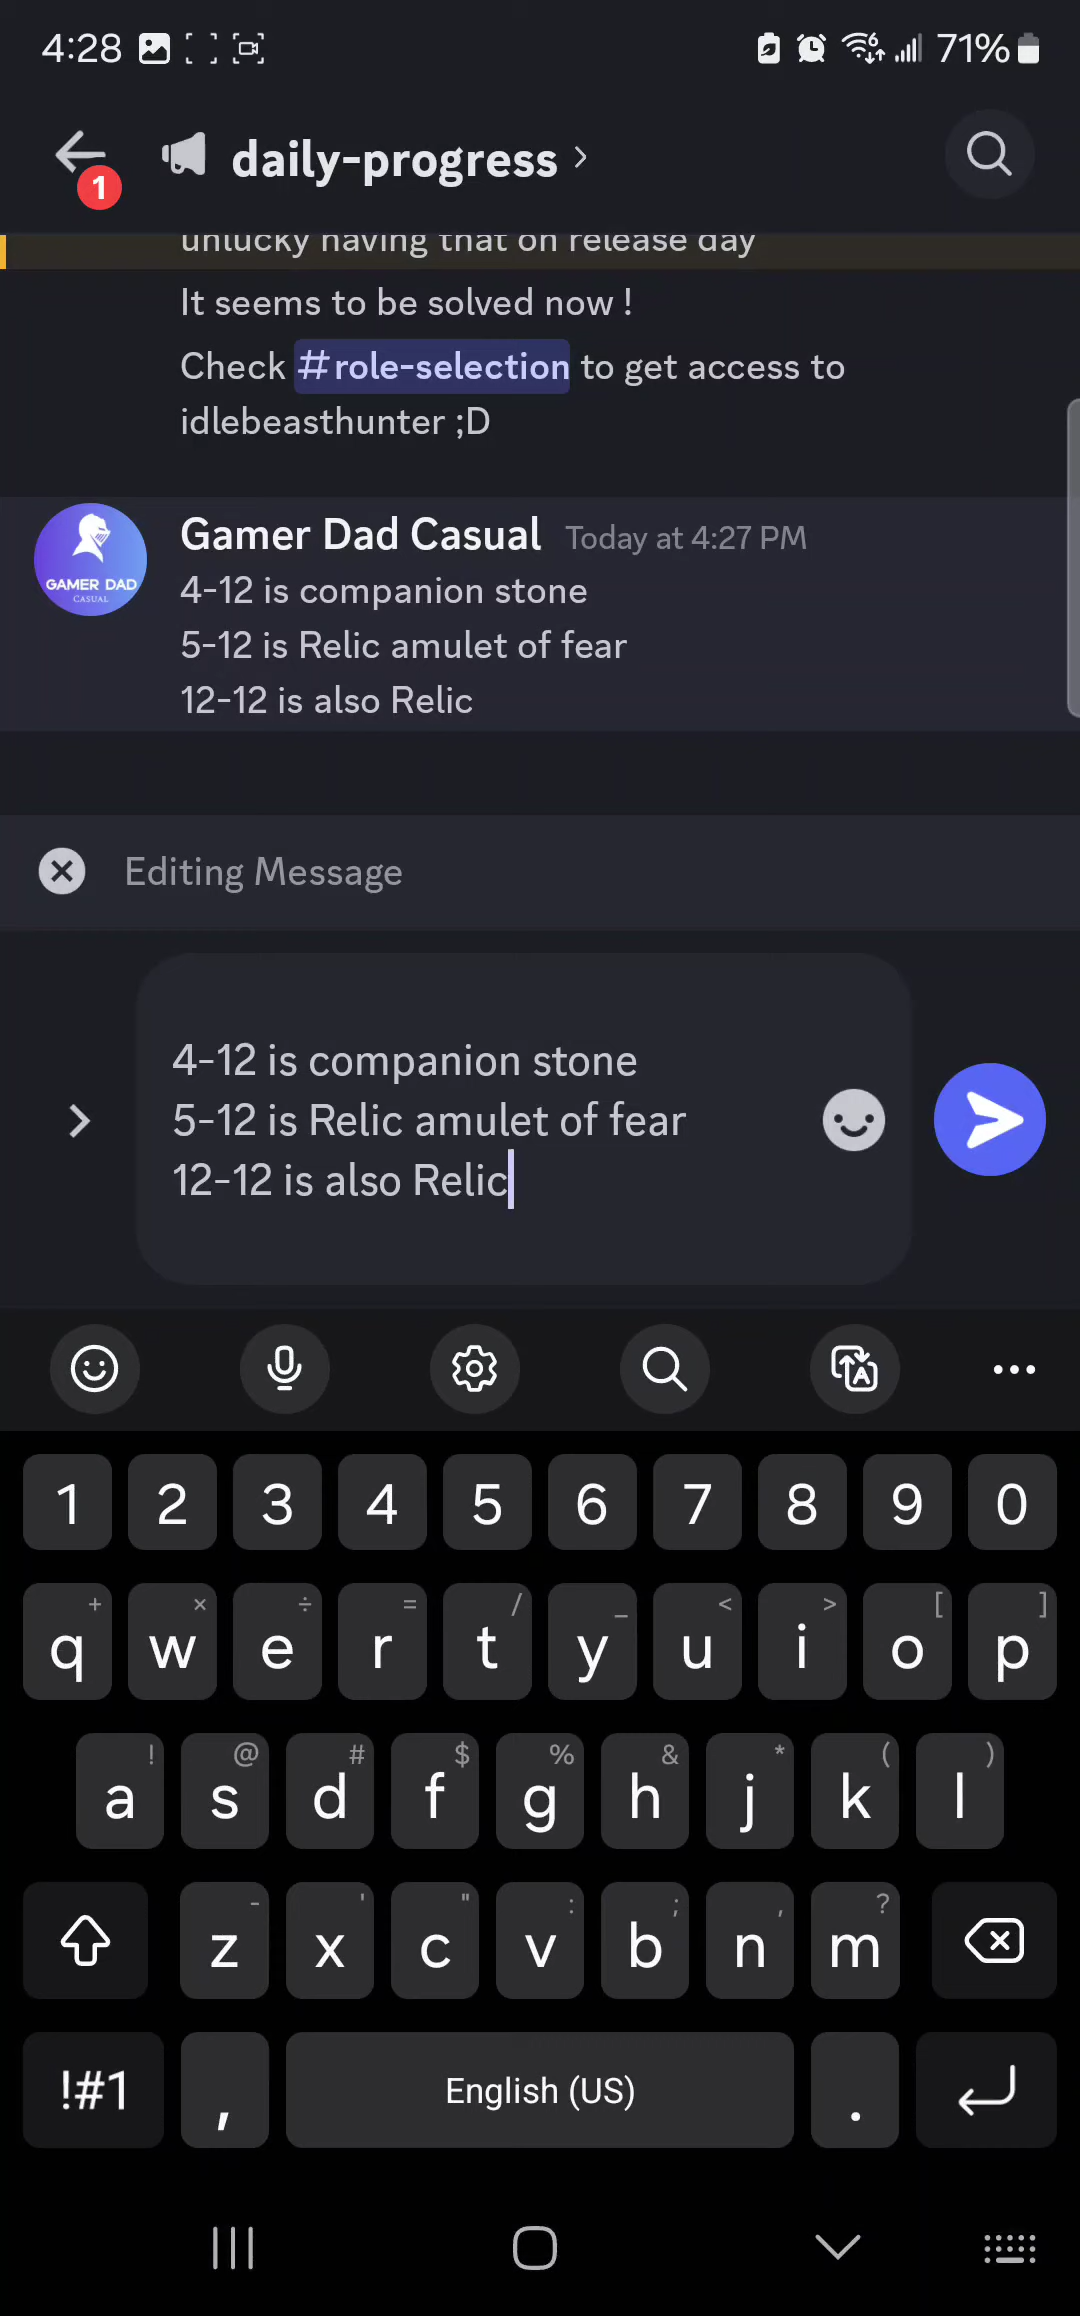 4:28 71%
1
daily-progress
unlucky having that on release day
It seems to be solved now !
Check #role-selection to get access to
idlebeasthunter ;D
Gamer Dad Casual Today at 4:27 PM
GAMER DAD
CASUAL
4-12 is companion stone
5-12 is Relic amulet of fear
12-12 is also Relic
Editing Message
4-12 is companion stone
5-12 is Relic amulet of fear
12-12 is also Relic
1 2 3 4 5 6 7 8 9 0
+ × ÷ = / _ < > [ ]
q w e r t y u i o p
! @ # $ % & * ( )
a s d f g h j k l
- ' " : ; , ?
z x c v b n m
!#1 , English (US) .